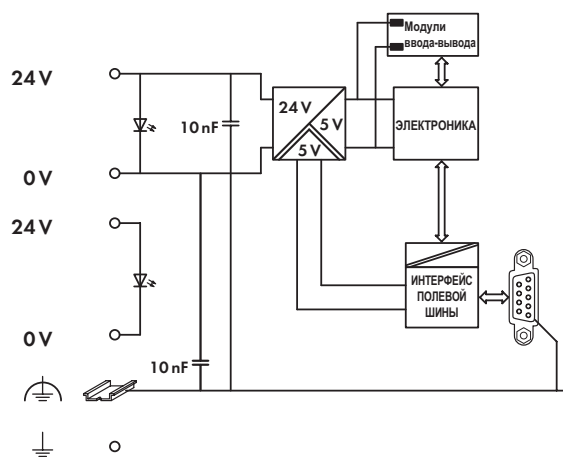 Модули
ввода-вывода
24 V
24 V
10 nF
5 V
ЭЛЕКТРОНИКА
5 V
0 V
24 V
ИНТЕРФЕЙС
ПОЛЕВОЙ
ШИНЫ
0 V
10 nF